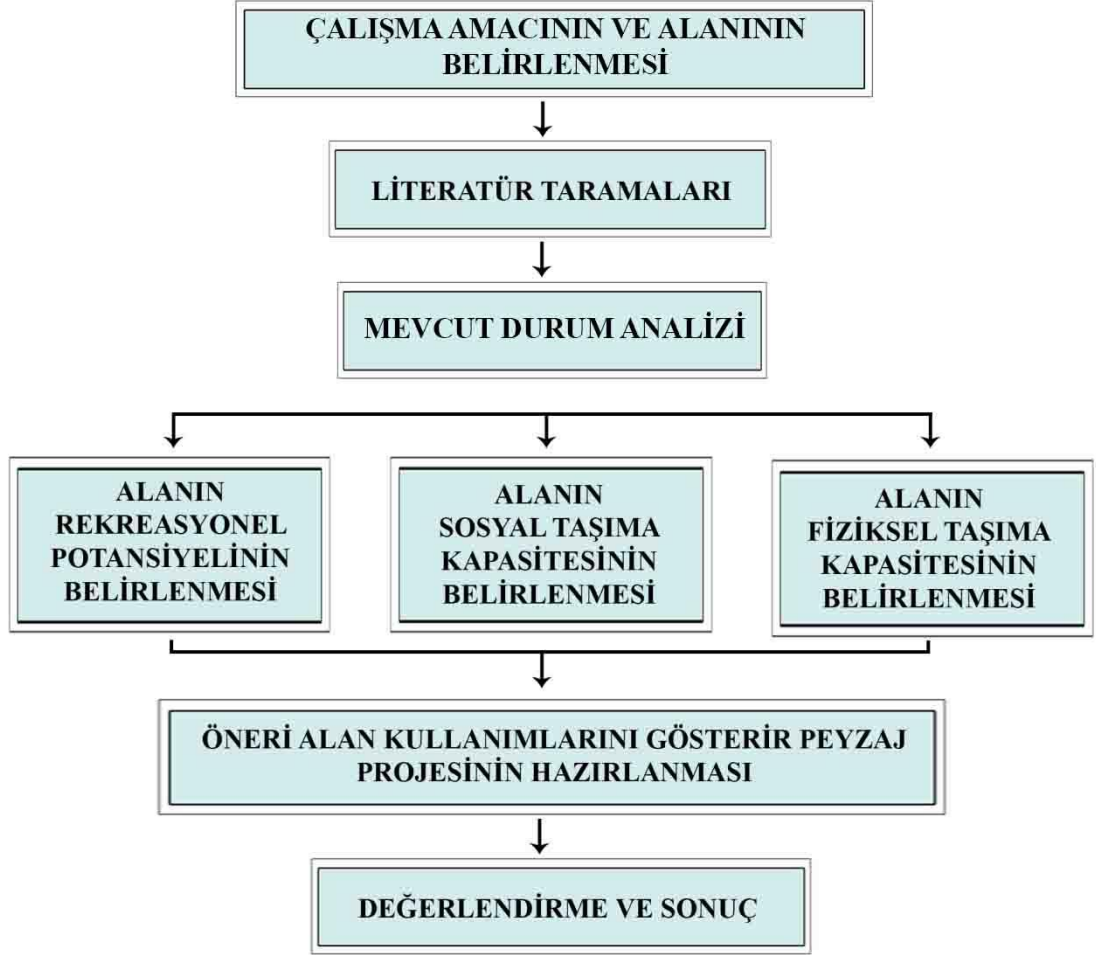 ÇALIŞMA AMACININ VE ALANININ
BELİRLENMESİ
LİTERATÜR TARAMALARI
MEVCUT DURUM ANALİZİ
ALANIN
REKREASYONEL
POTANSİYELİNİN
BELİRLENMESİ
ALANIN
SOSYAL TAŞIMA
KAPASİTESİNİN
BELİRLENMESİ
ALANIN
FİZİKSEL TAŞIMA
KAPASİTESİNİN
BELİRLENMESİ
ÖNERİ ALAN KULLANIMLARINI GÖSTERİR PEYZAJ
PROJESİNİN HAZIRLANMASI
DEĞERLENDİRME VE SONUÇ